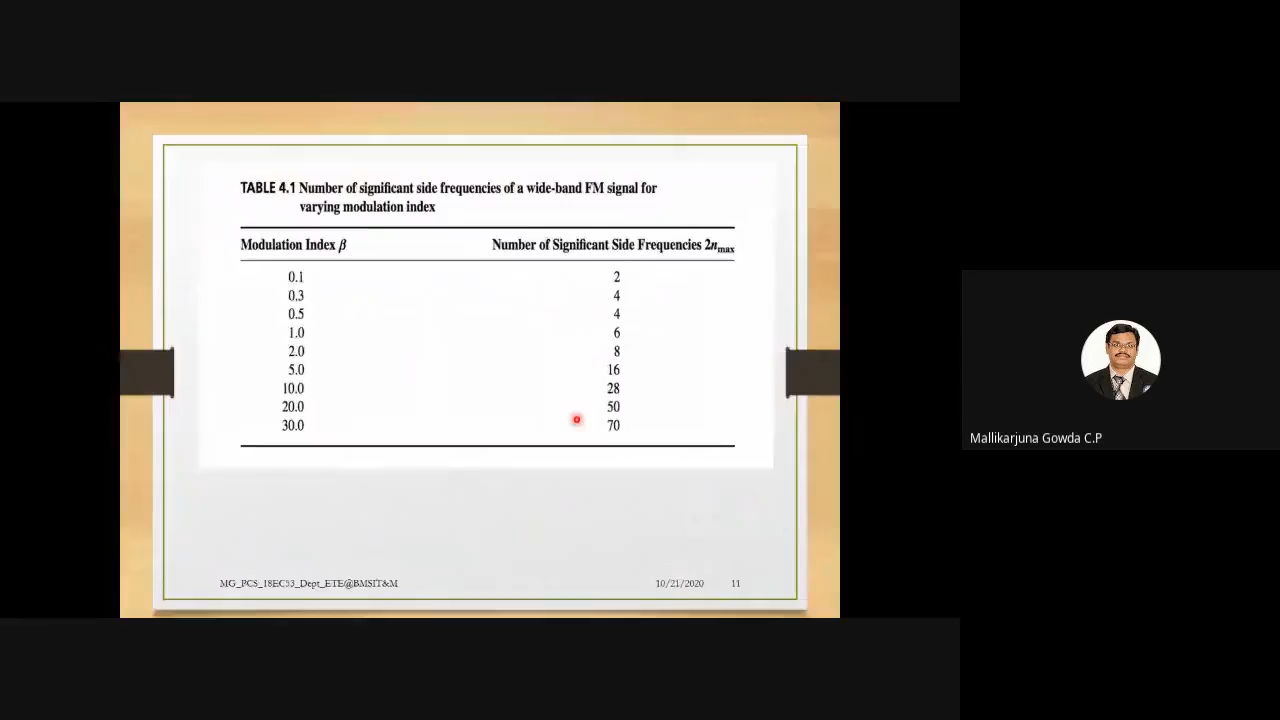 TABLE 4.1 Number of significant side frequencies of a wide-band FM signal for
varying modulation index
Modulation Index β Number of Significant Side Frequencies 2nmax
0.1 2
0.3 4
0.5 4
1.0 6
2.0 8
5.0 16
10.0 28
20.0 50
30.0 70
Mallikarjuna Gowda C.P
MG_PCS_18EC53_Dept_ETE@BMSIT&M 10/21/2020 11